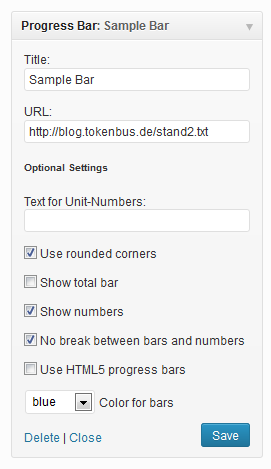 Progress Bar: Sample Bar
Title:
Sample Bar
URL:
http://blog.tokenbus.de/stand2.txt
Optional Settings
Text for Unit-Numbers:
Use rounded corners
Show total bar
Show numbers
No break between bars and numbers
Use HTML5 progress bars
blue Color for bars
Delete | Close Save